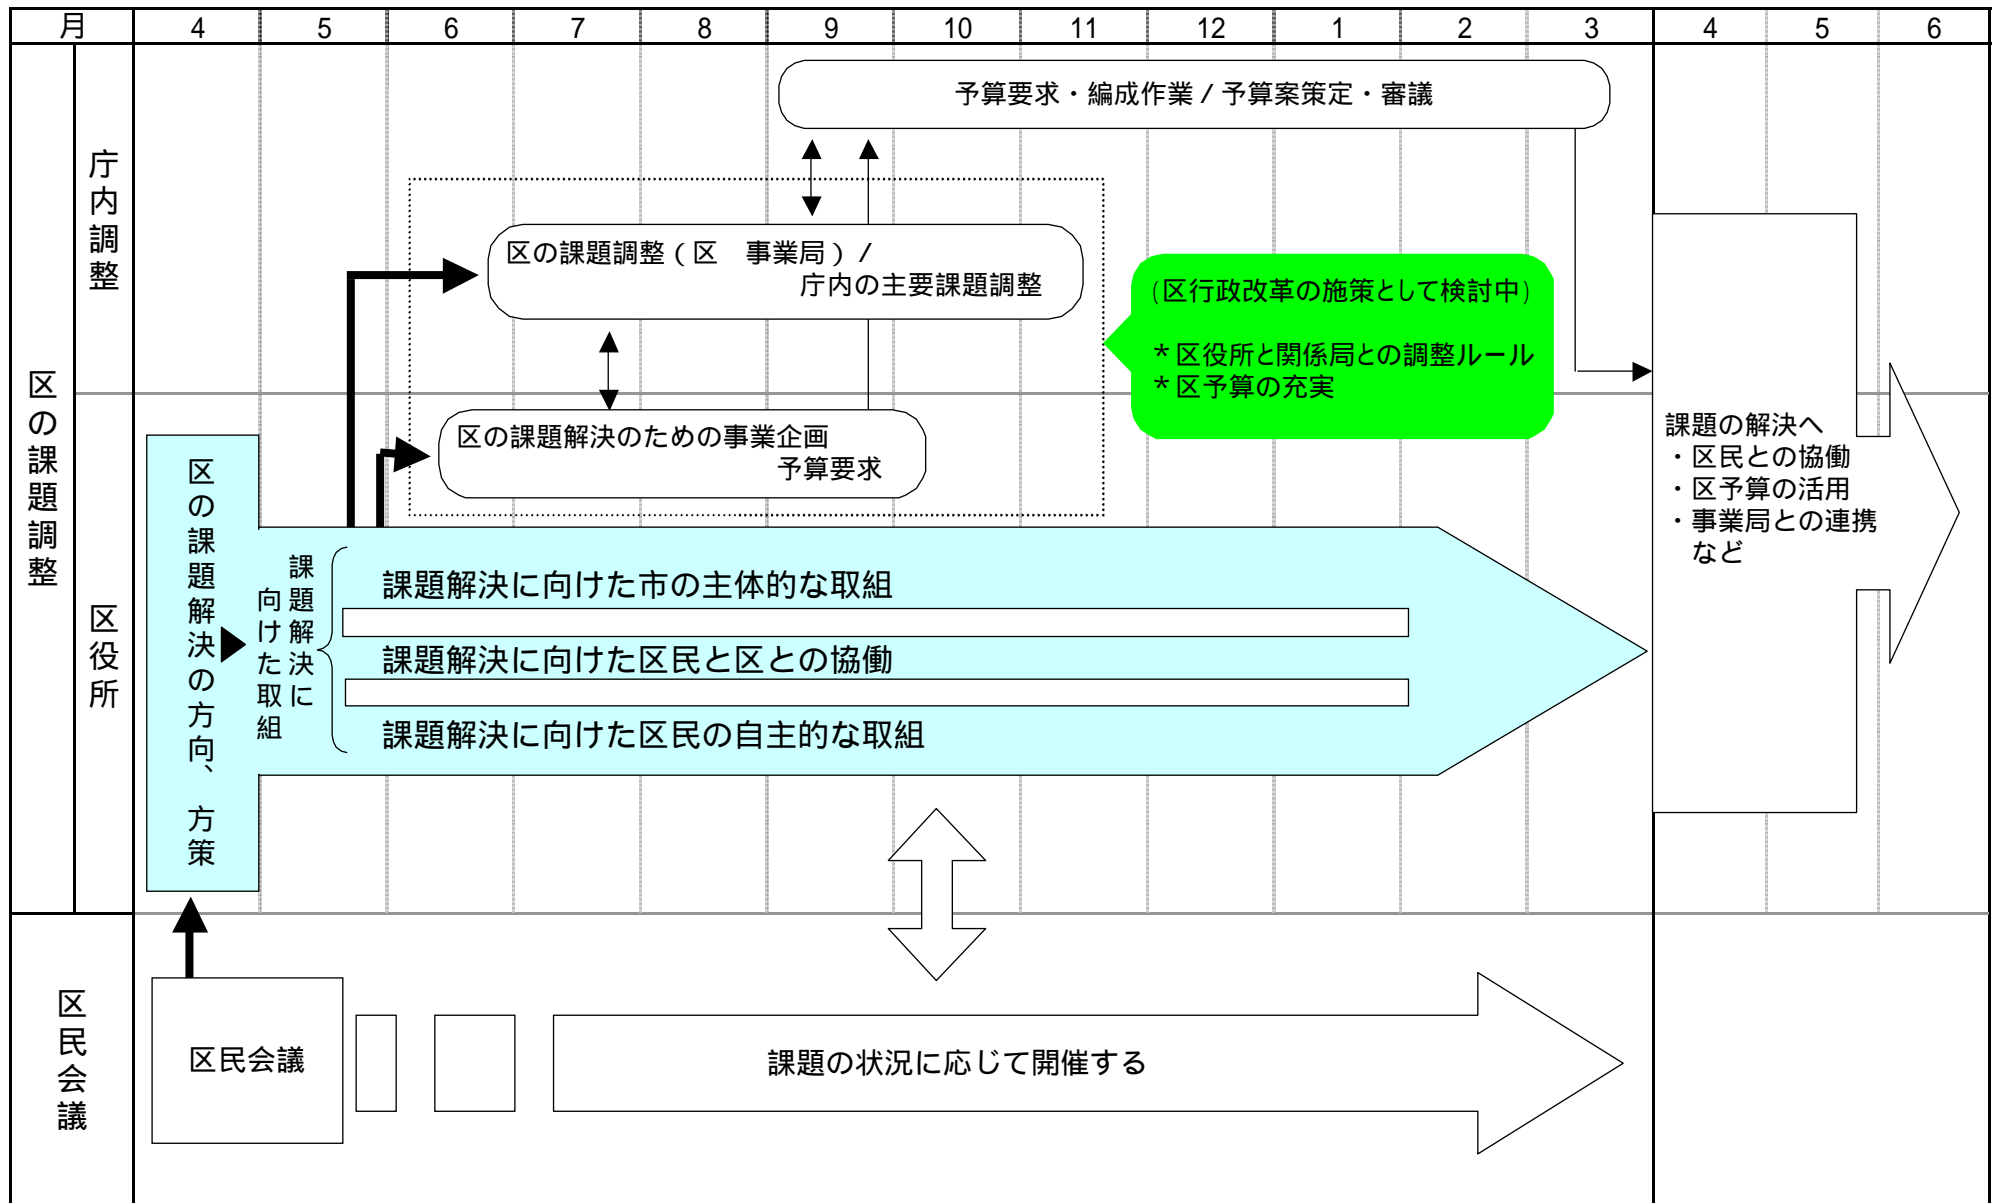 月 4 5 6 7 8 9 10 11 12 1 2 3 4 5 6
区の課題調整
庁内調整
予算要求・編成作業 / 予算案策定・審議
区の課題調整（区　事業局）/
庁内の主要課題調整
(区行政改革の施策として検討中)
＊区役所と関係局との調整ルール
＊区予算の充実
区役所
区の課題解決のための事業企画
予算要求
区の課題解決の方向、方策
課題解決に
向けた取組
課題解決に向けた市の主体的な取組
課題解決に向けた区民と区との協働
課題解決に向けた区民の自主的な取組
課題の解決へ
・区民との協働
・区予算の活用
・事業局との連携
など
区民会議
区民会議
課題の状況に応じて開催する